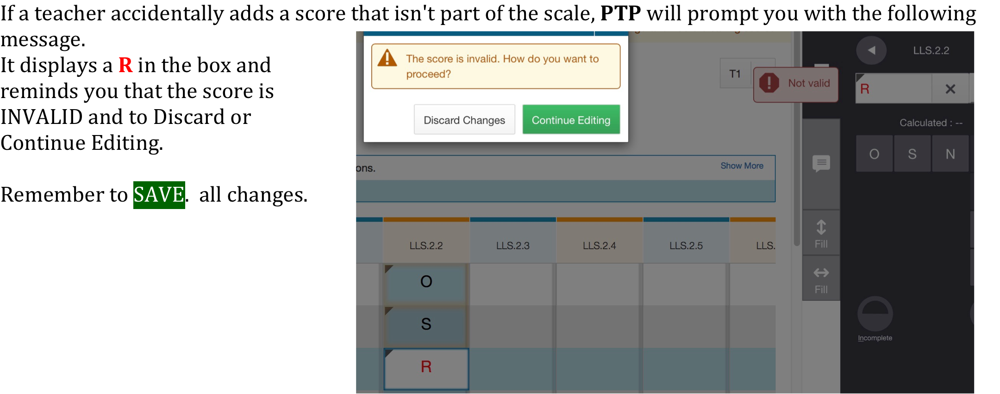 If a teacher accidentally adds a score that isn't part of the scale, PTP will prompt you with the following
message.
It displays a R in the box and
reminds you that the score is
INVALID and to Discard or
Continue Editing.
Remember to SAVE.  all changes.
The score is invalid. How do you want to
proceed?
Discard Changes
Continue Editing
T1
Not valid
LLS.2.2
R
Calculated : --
O S N
ons.
Show More
LLS.2.2 LLS.2.3 LLS.2.4 LLS.2.5 LLS.
O
S
R
Fill
Fill
Incomplete